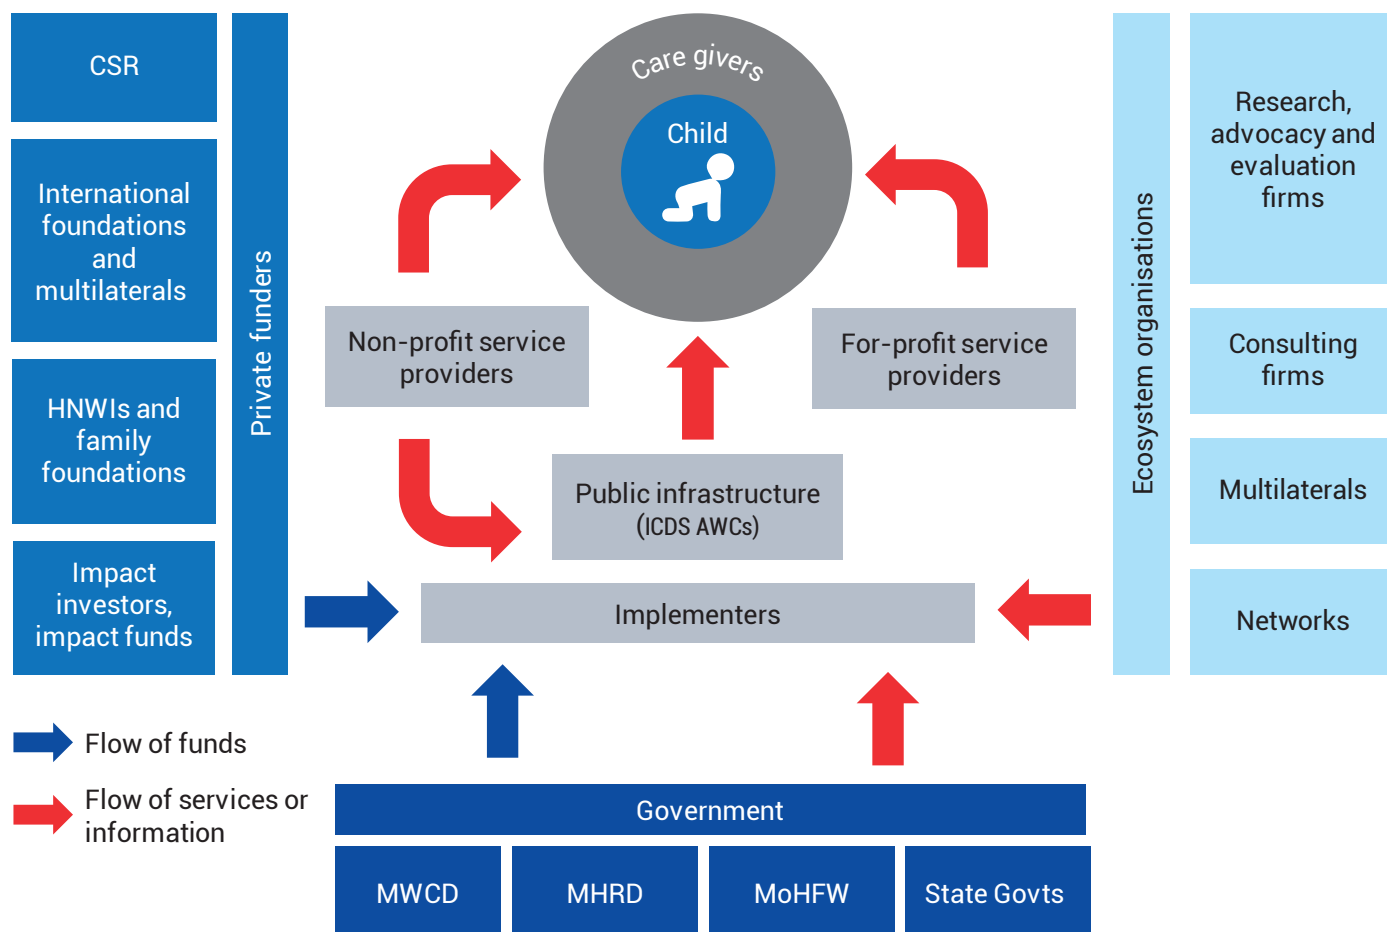 CSR
International
foundations
and
multilaterals
HNWIs and
family
foundations
Impact
investors,
impact funds
Private funders
Care givers
Child
Non-profit service
providers
For-profit service
providers
Public infrastructure
(ICDS AWCs)
Implementers
Ecosystem organisations
Research,
advocacy and
evaluation
firms
Consulting
firms
Multilaterals
Networks
Flow of funds
Flow of services or
information
Government
MWCD
MHRD
MoHFW
State Govts